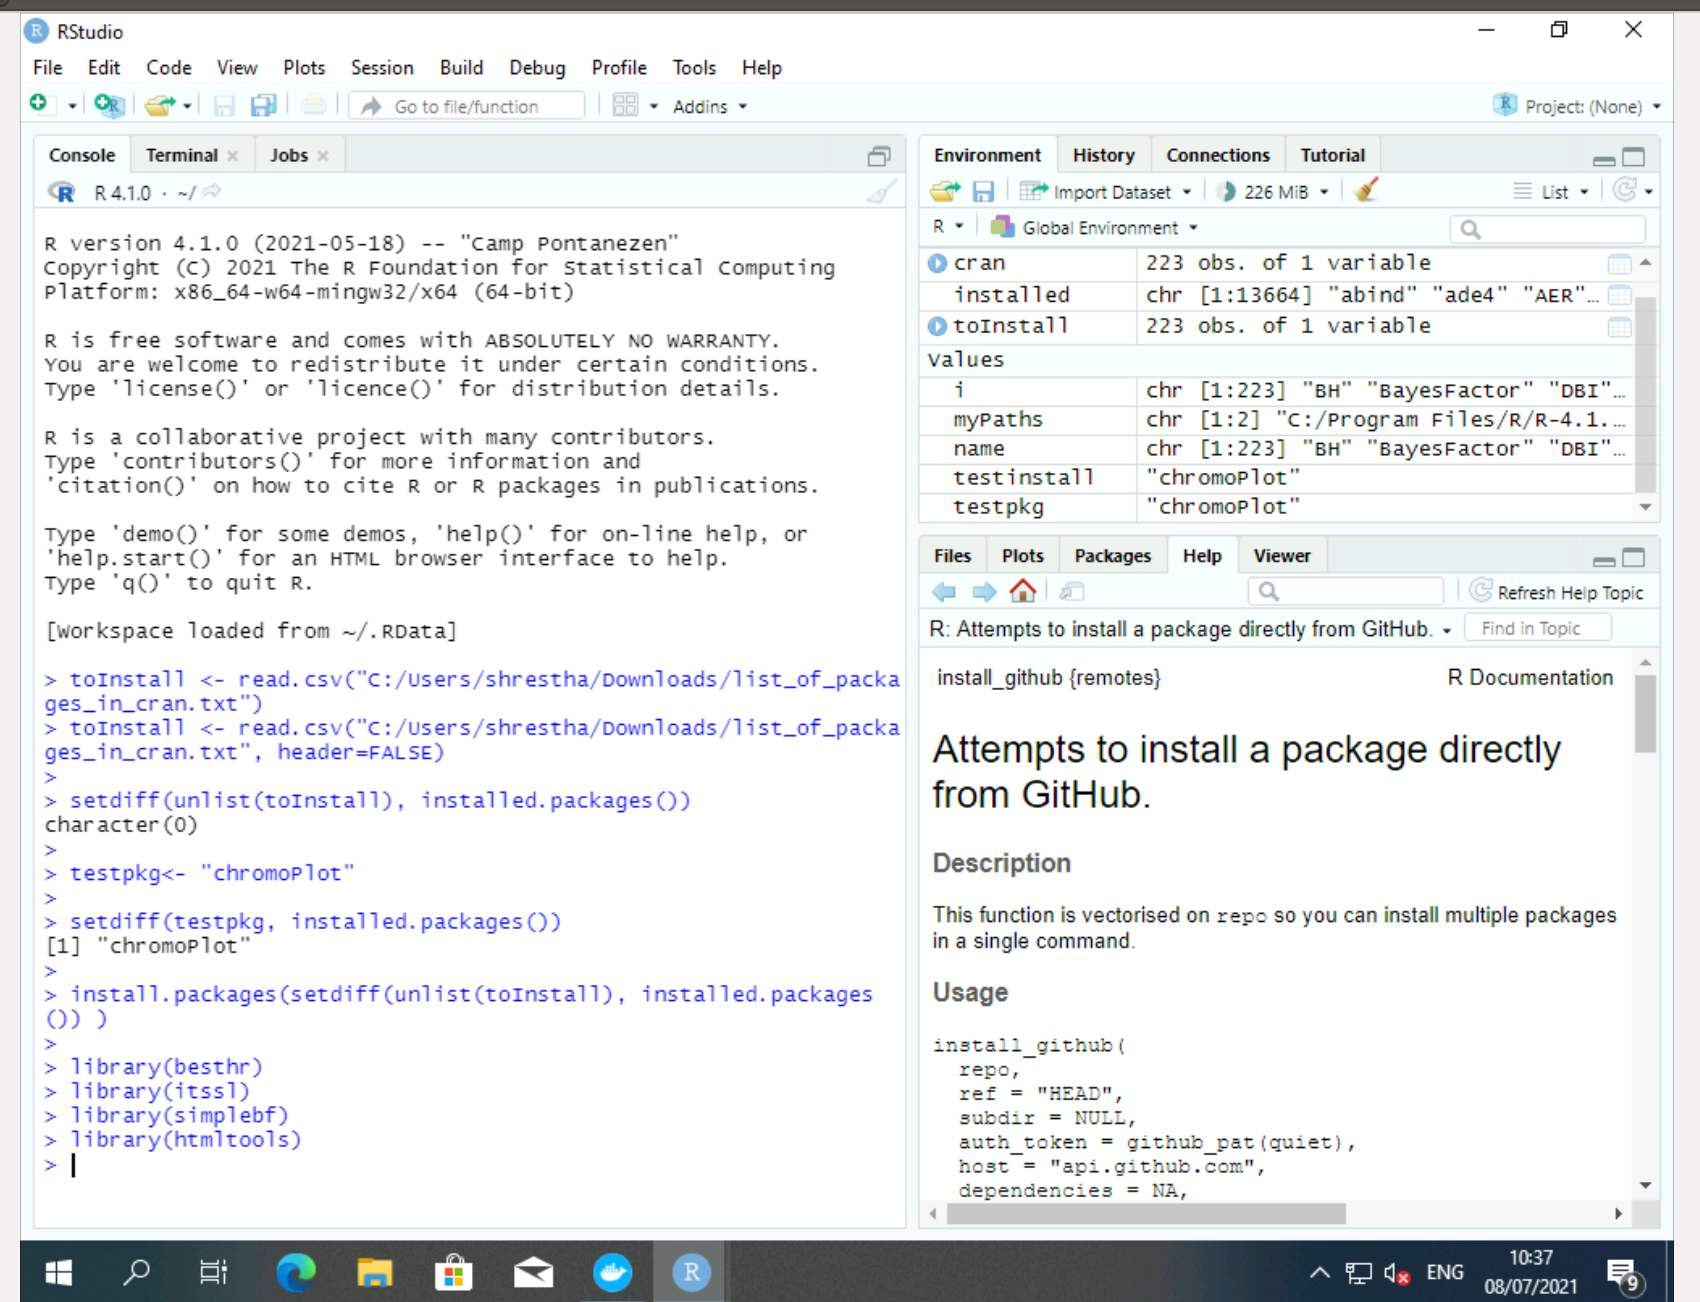 RStudio
File Edit Code View Plots Session Build Debug Profile Tools Help
Go to file/function Addins Project: (None)
Console Terminal Jobs
R 4.1.0 · ~/
R version 4.1.0 (2021-05-18) -- "Camp Pontanezen"
Copyright (C) 2021 The R Foundation for Statistical Computing
Platform: x86_64-w64-mingw32/x64 (64-bit)
R is free software and comes with ABSOLUTELY NO WARRANTY.
You are welcome to redistribute it under certain conditions.
Type 'license()' or 'licence()' for distribution details.
R is a collaborative project with many contributors.
Type 'contributors()' for more information and
'citation()' on how to cite R or R packages in publications.
Type 'demo()' for some demos, 'help()' for on-line help, or
'help.start()' for an HTML browser interface to help.
Type 'q()' to quit R.
[Workspace loaded from ~/.RData]
> toInstall <- read.csv("C:/Users/shrestha/Downloads/list_of_packa
ges_in_cran.txt")
> toInstall <- read.csv("C:/Users/shrestha/Downloads/list_of_packa
ges_in_cran.txt", header=FALSE)
>
> setdiff(unlist(toInstall), installed.packages())
character(0)
>
> testpkg<- "chromoPlot"
>
> setdiff(testpkg, installed.packages())
[1] "chromoPlot"
>
> install.packages(setdiff(unlist(toInstall), installed.packages
()) )
>
> library(besthr)
> library(itssl)
> library(simplebf)
> library(htmltools)
>
Environment History Connections Tutorial
Import Dataset 226 MiB List
R Global Environment
cran 223 obs. of 1 variable
installed chr [1:13664] "abind" "ade4" "AER"…
toInstall 223 obs. of 1 variable
Values
i chr [1:223] "BH" "BayesFactor" "DBI"…
myPaths chr [1:2] "C:/Program Files/R/R-4.1.…
name chr [1:223] "BH" "BayesFactor" "DBI"…
testinstall "chromoPlot"
testpkg "chromoPlot"
Files Plots Packages Help Viewer
Refresh Help Topic
R: Attempts to install a package directly from GitHub. Find in Topic
install_github {remotes} R Documentation
Attempts to install a package directly
from GitHub.
Description
This function is vectorised on repo so you can install multiple packages
in a single command.
Usage
install_github(
repo,
ref = "HEAD",
subdir = NULL,
auth_token = github_pat(quiet),
host = "api.github.com",
dependencies = NA,
R
ENG 10:37
08/07/2021
9